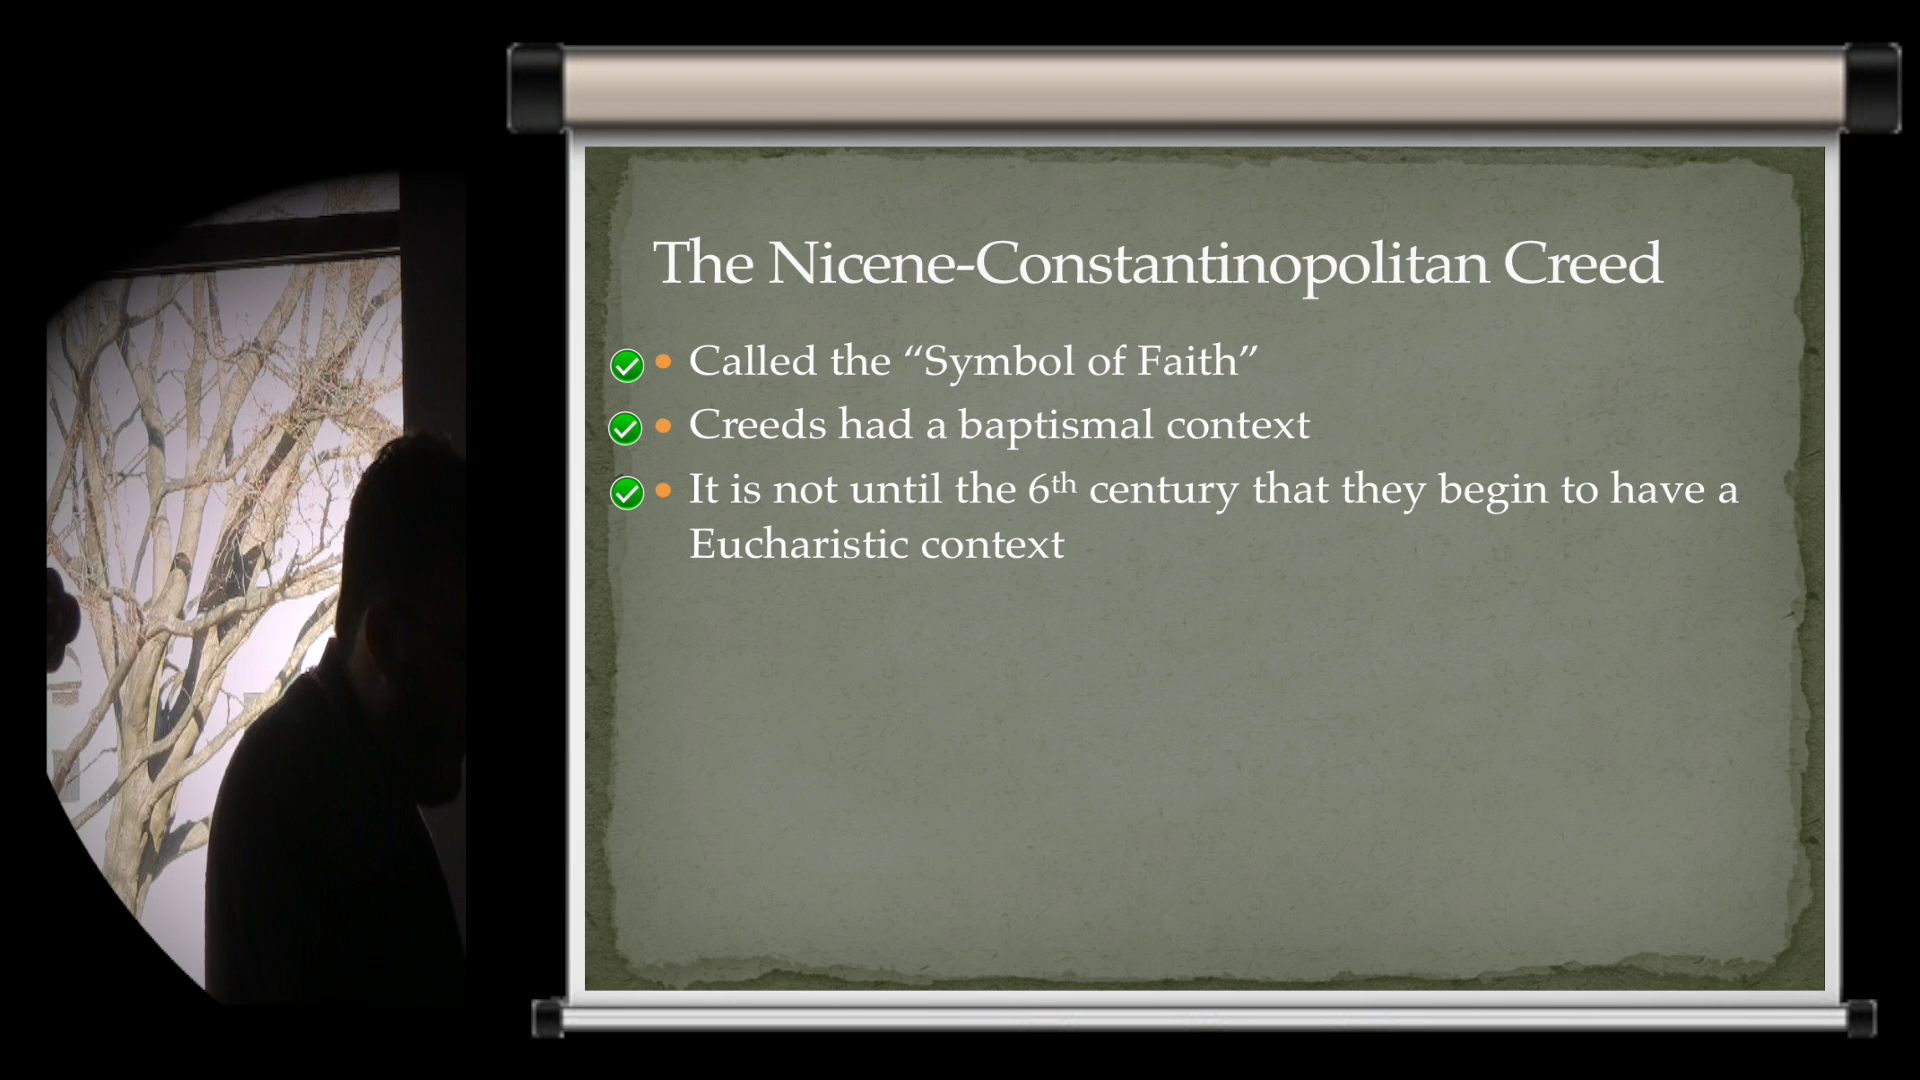 The Nicene-Constantinopolitan Creed
• Called the “Symbol of Faith”
• Creeds had a baptismal context
• It is not until the 6th century that they begin to have a
Eucharistic context